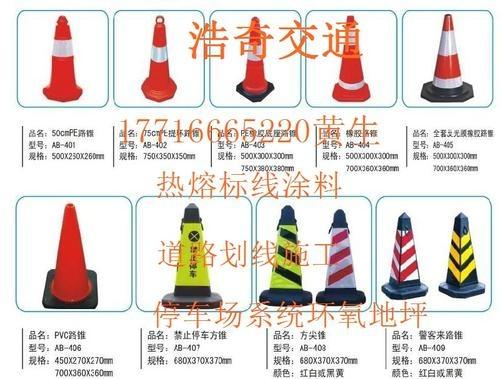 浩奇交通
17716665220黄生
热熔标线涂料
道路划线施工
停车场系统环氧地坪
品名：50cmPE路锥
型号：AB-401
规格：500X230X260mm
品名：75cmPE提环路锥
型号：AB-402
规格：750X350X350mm
品名：PE橡胶底座路锥
型号：AB-403
规格：500X300X300mm
750X380X380mm
品名：橡胶路锥
型号：AB-404
规格：500X300X300mm
700X360X360mm
品名：全套反光膜橡胶路锥
型号：AB-405
规格：500X300X300mm
700X360X360mm
禁止停车
品名：PVC路锥
型号：AB-406
规格：450X270X270mm
700X360X360mm
品名：禁止停车方锥
型号：AB-407
规格：680X370X370mm
品名：方尖锥
型号：AB-408
规格：680X370X370mm
颜色：红白或黑黄
品名：警客来路锥
型号：AB-409
规格：680X370X370mm
颜色：红白或黑黄